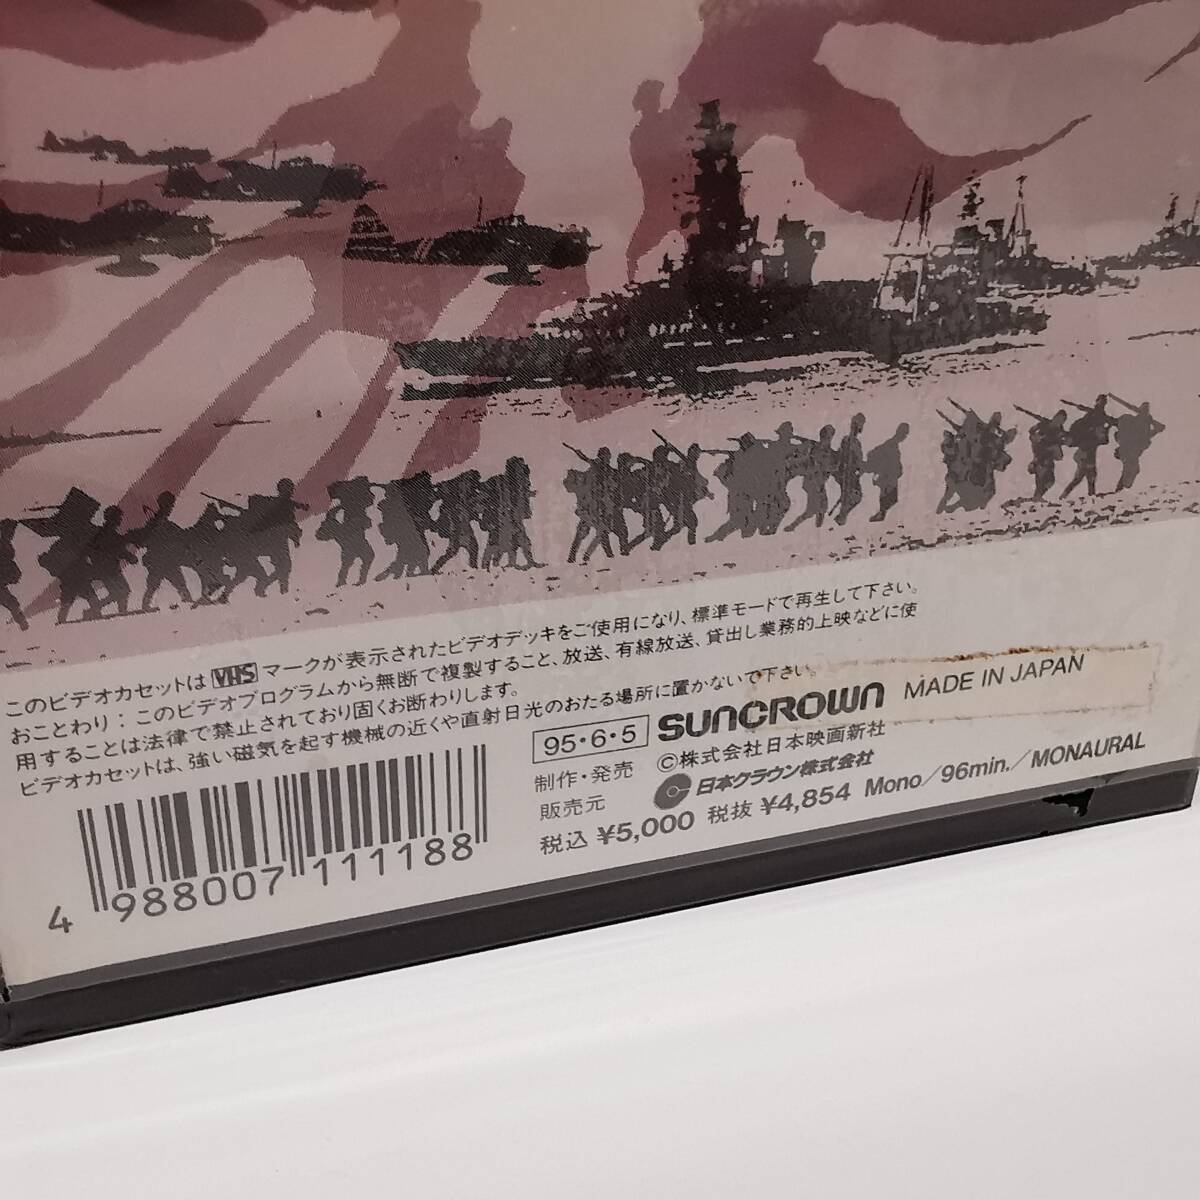 このビデオカセットは VHS マークが表示されたビデオデッキをご使用になり、標準モードで再生して下さい。
おことわり：このビデオプログラムから無断で複製すること、放送、有線放送、貸出し業務的上映などに使
用することは法律で禁止されており固くお断わりします。
ビデオカセットは、強い磁気を起す機械の近くや直射日光のおたる場所に置かないで下さい。
95・6・5 SUNCROWN MADE IN JAPAN
制作・発売 ©株式会社日本映画新社
販売元 日本クラウン株式会社
税込 ¥5,000 税抜 ¥4,854 Mono／96min.／MONAURAL
4 988007 111188